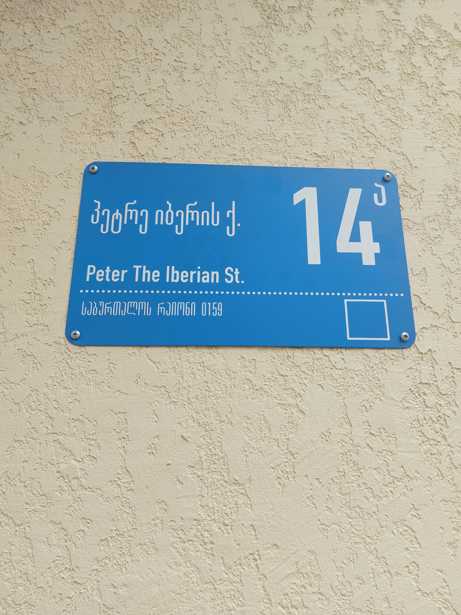 პეტრე იბერის ქ.
14ა
Peter The Iberian St.
საბურთალოს რაიონი 0159